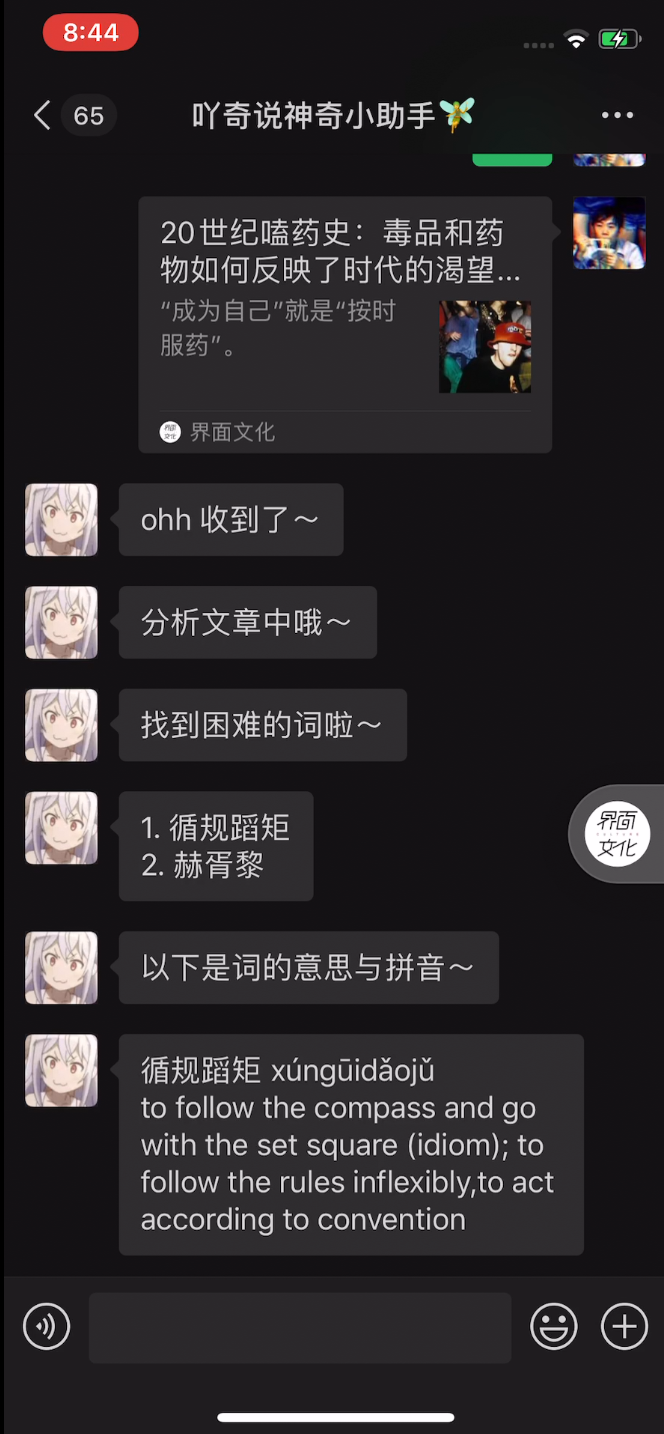 8:44
65
吖奇说神奇小助手
20世纪嗑药史：毒品和药
物如何反映了时代的渴望...
“成为自己”就是“按时
服药”。
界面文化
ohh 收到了～
分析文章中哦～
找到困难的词啦～
1. 循规蹈矩
2. 赫胥黎
界面
文化
以下是词的意思与拼音～
循规蹈矩 xúngūidǎojǔ
to follow the compass and go
with the set square (idiom); to
follow the rules inflexibly,to act
according to convention